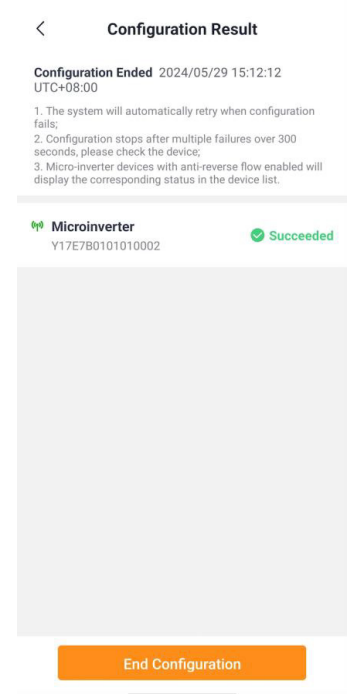 Configuration Result
Configuration Ended 2024/05/29 15:12:12
UTC+08:00
1. The system will automatically retry when configuration
fails;
2. Configuration stops after multiple failures over 300
seconds, please check the device;
3. Micro-inverter devices with anti-reverse flow enabled will
display the corresponding status in the device list.
Microinverter
Succeeded
Y17E7B0101010002
End Configuration